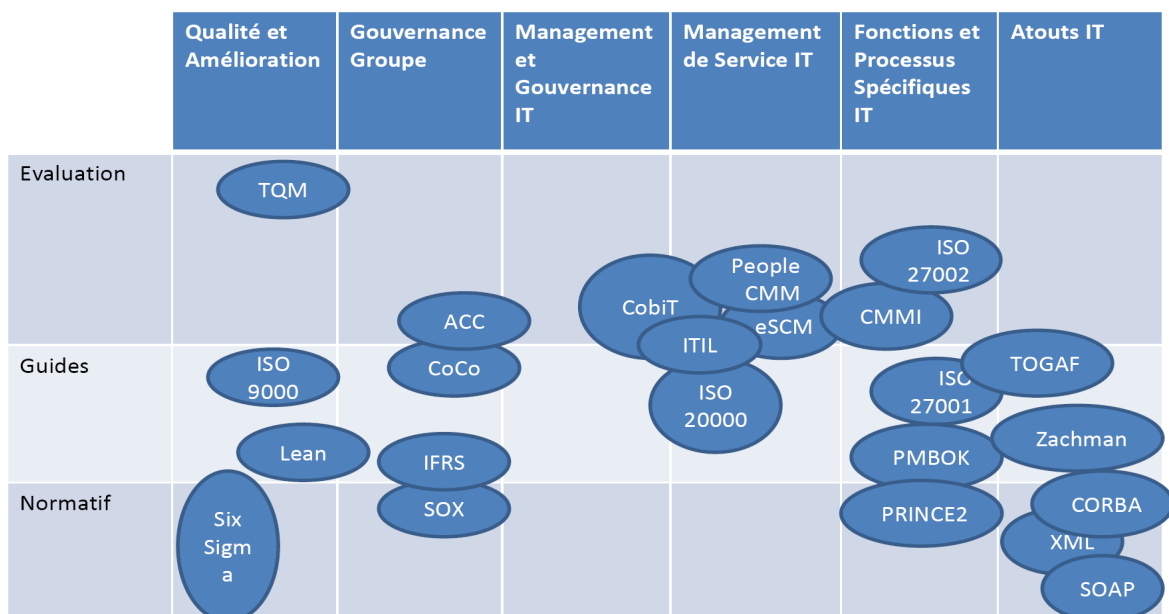 Qualité et
Amélioration
Gouvernance
Groupe
Management
et
Gouvernance
IT
Management
de Service IT
Fonctions et
Processus
Spécifiques
IT
Atouts IT
Evaluation
TQM
ISO
27002
People
CMM
CobiT
eSCM
CMMI
ACC
ITIL
Guides
ISO
9000
CoCo
ISO
20000
ISO
27001
TOGAF
Lean
IFRS
PMBOK
Zachman
Normatif
Six
Sigm
a
SOX
PRINCE2
CORBA
XML
SOAP